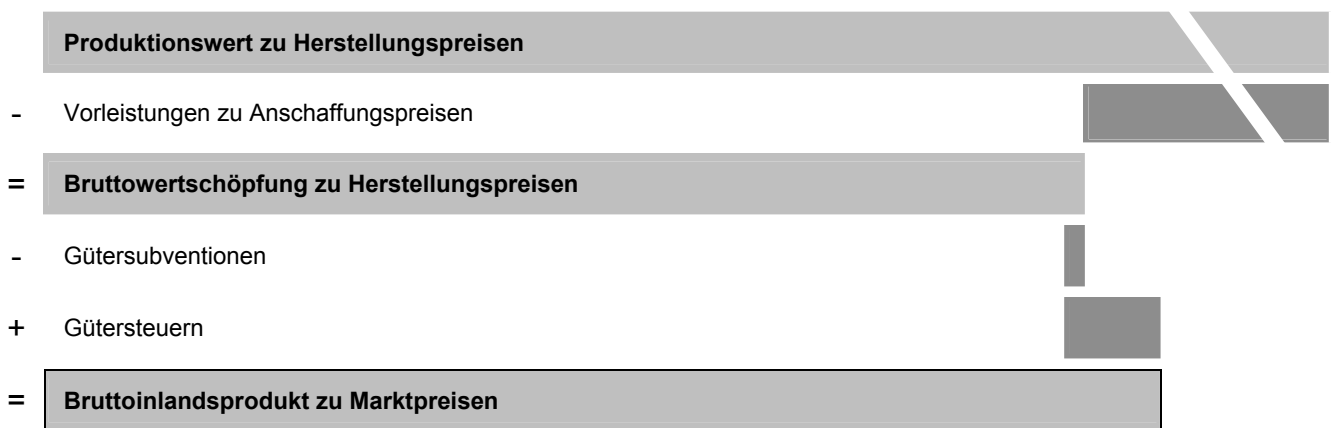 Produktionswert zu Herstellungspreisen
- Vorleistungen zu Anschaffungspreisen
= Bruttowertschöpfung zu Herstellungspreisen
- Gütersubventionen
+ Gütersteuern
= Bruttoinlandsprodukt zu Marktpreisen